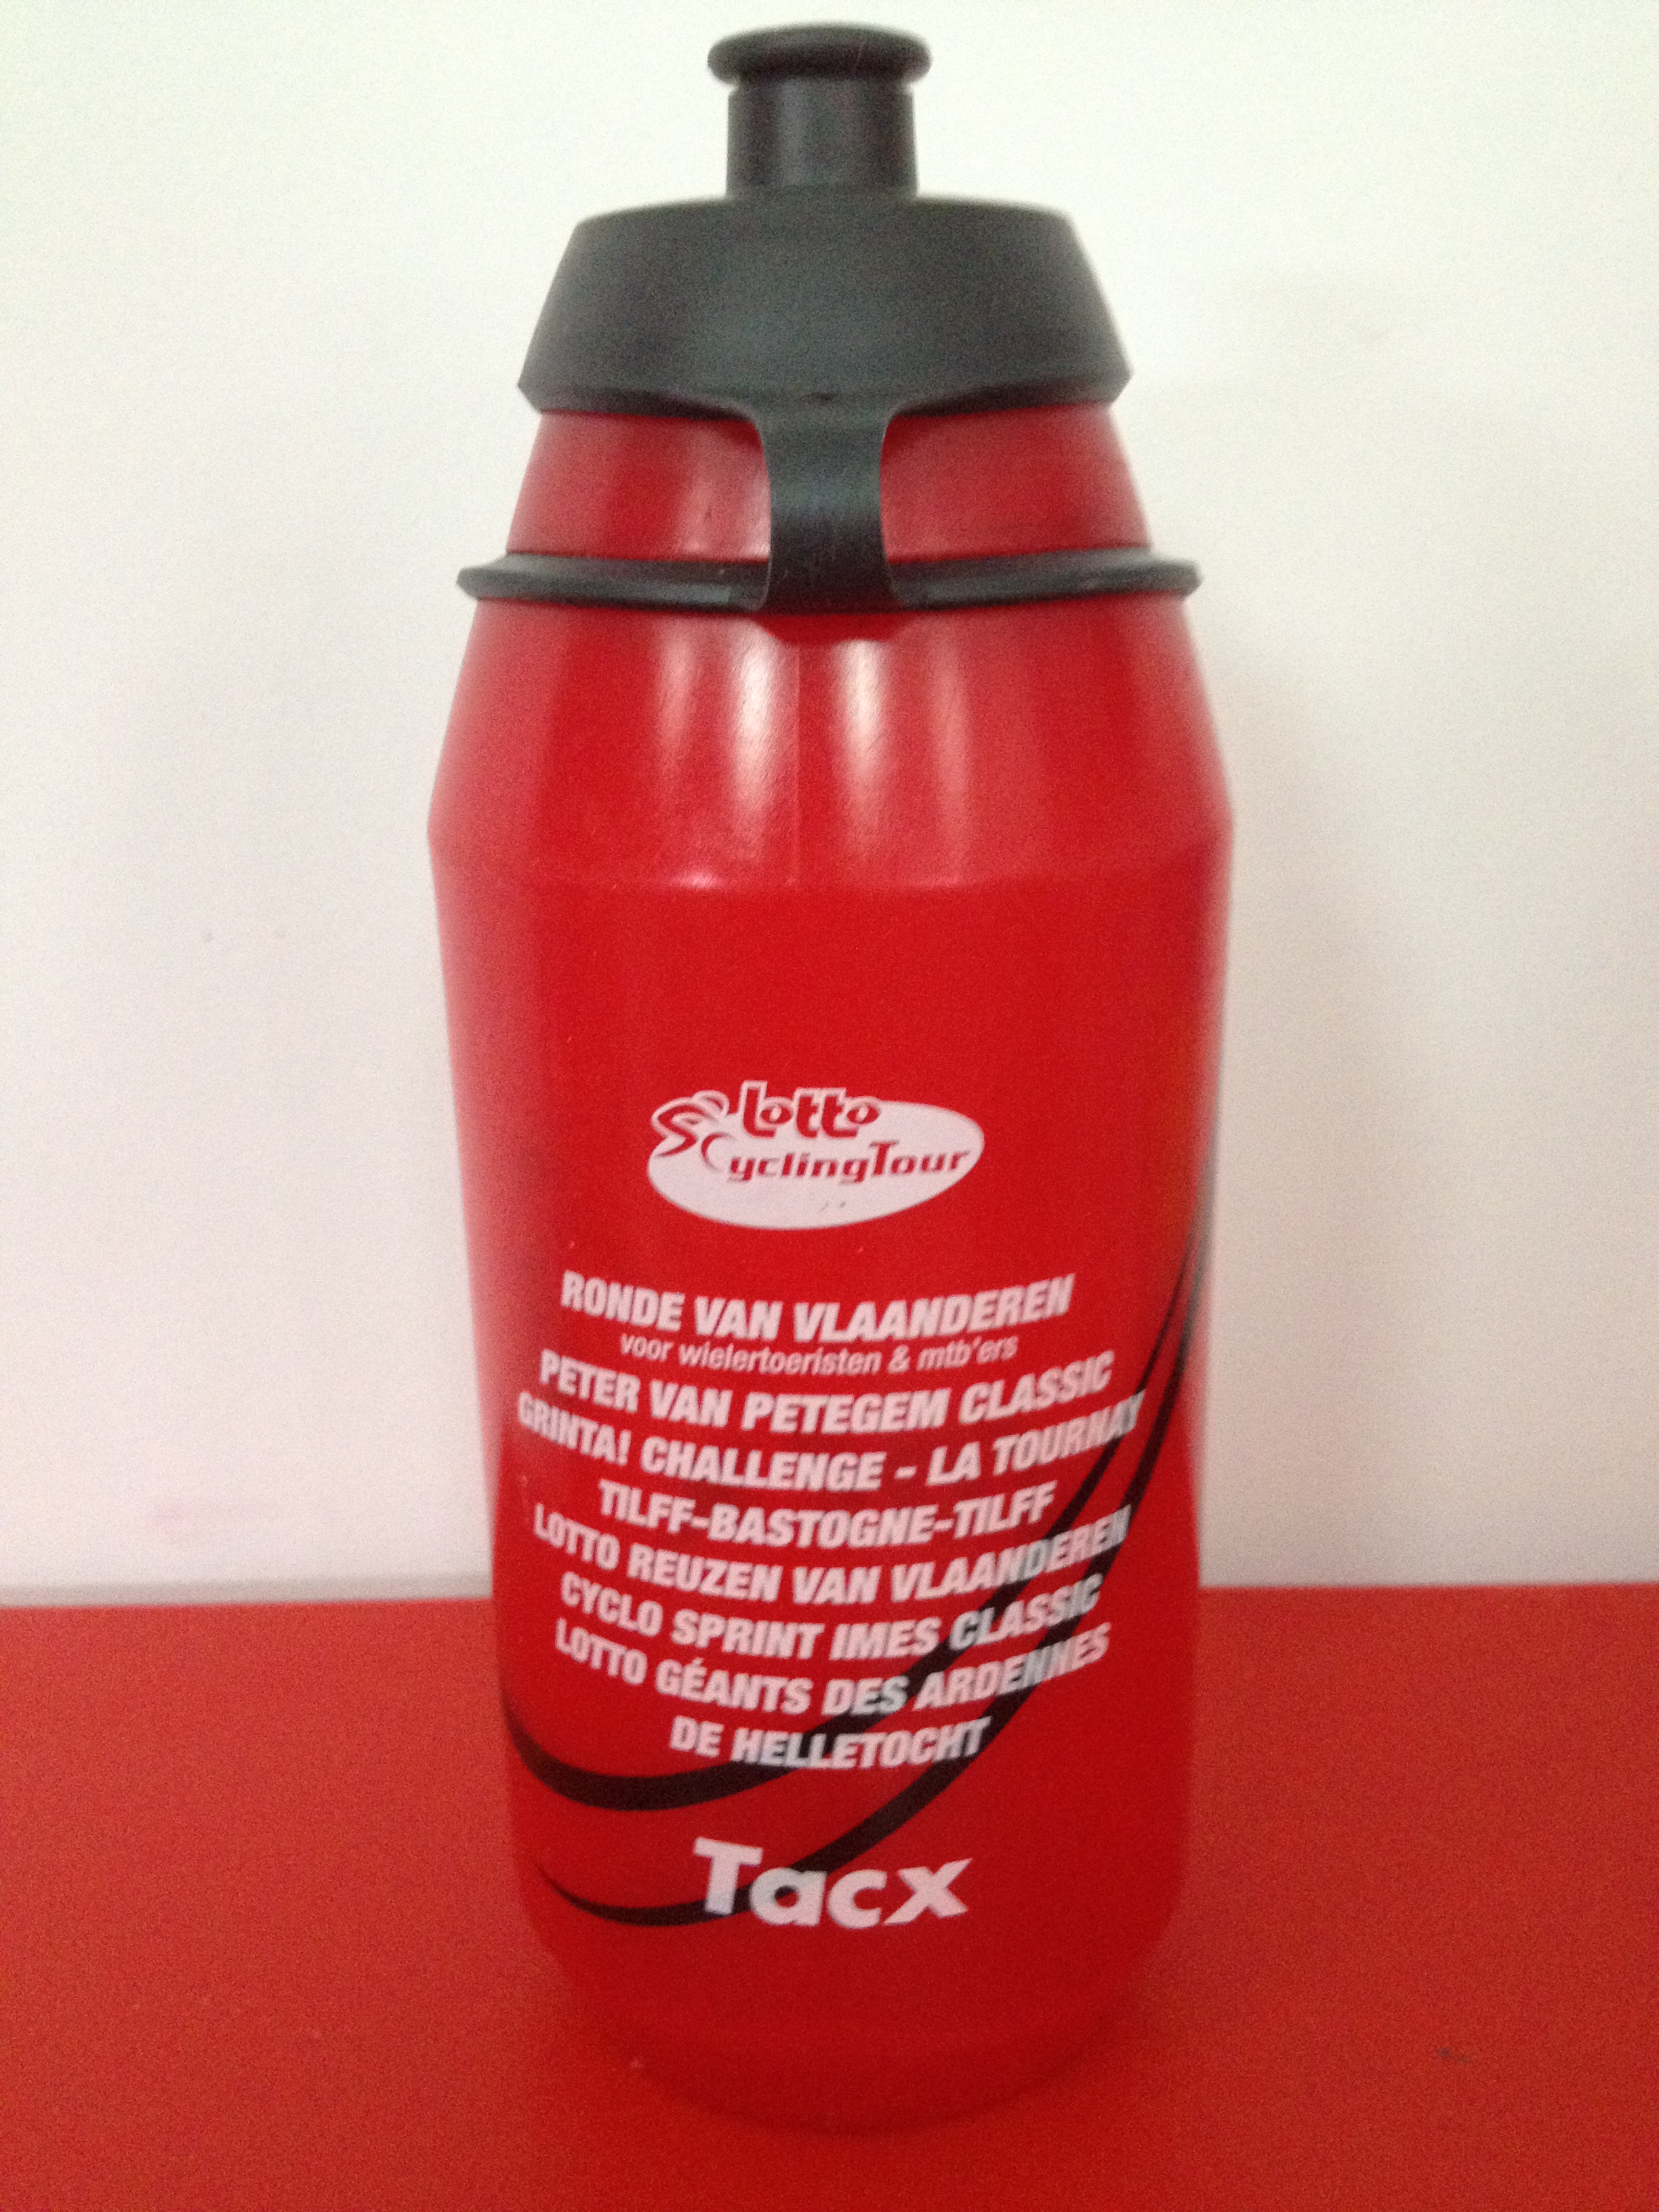 Lotto
CyclingTour
RONDE VAN VLAANDEREN
voor wielertoeristen & mtb'ers
PETER VAN PETEGEM CLASSIC
GRINTA! CHALLENGE - LA TOURNAY
TILFF-BASTOGNE-TILFF
LOTTO REUZEN VAN VLAANDEREN
CYCLO SPRINT IMES CLASSIC
LOTTO GÉANTS DES ARDENNES
DE HELLETOCHT
Tacx